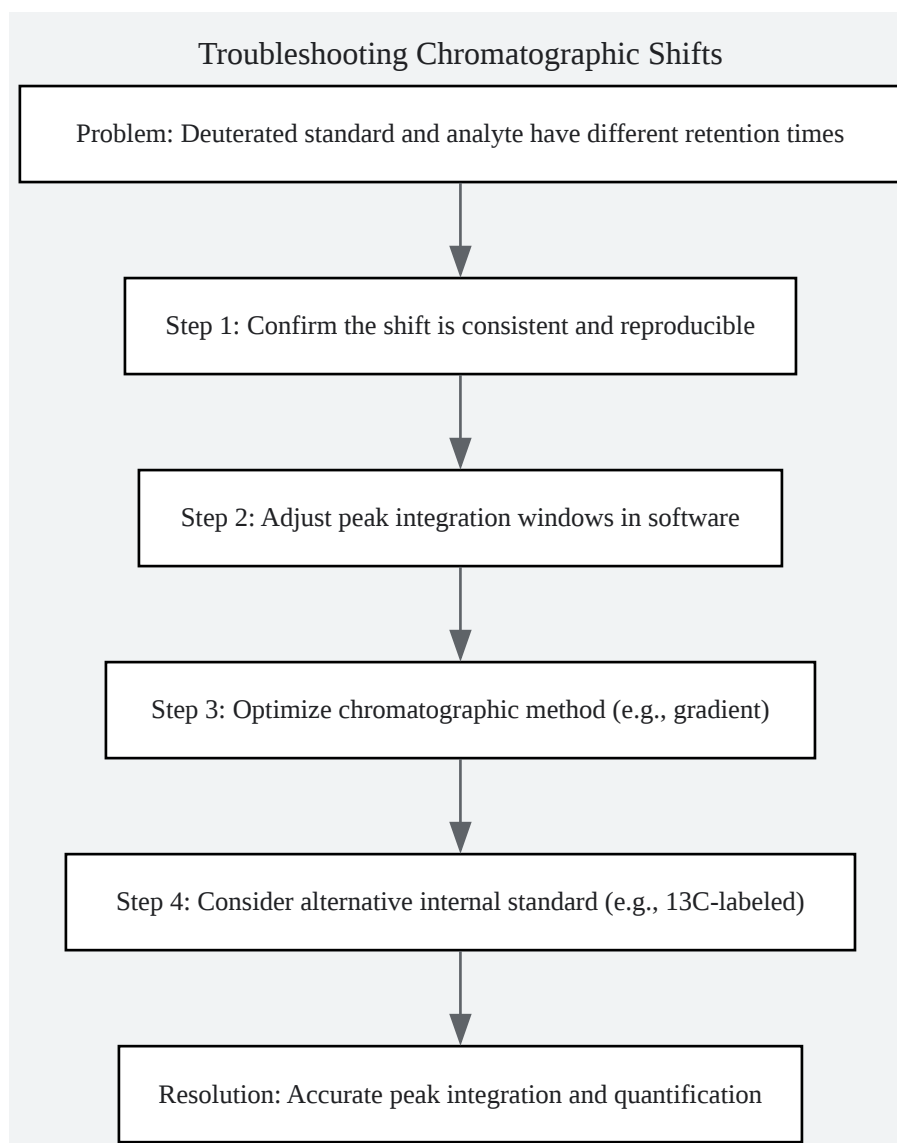 Troubleshooting Chromatographic Shifts
Problem: Deuterated standard and analyte have different retention times
Step 1: Confirm the shift is consistent and reproducible
Step 2: Adjust peak integration windows in software
Step 3: Optimize chromatographic method (e.g., gradient)
Step 4: Consider alternative internal standard (e.g., 13C-labeled)
Resolution: Accurate peak integration and quantification